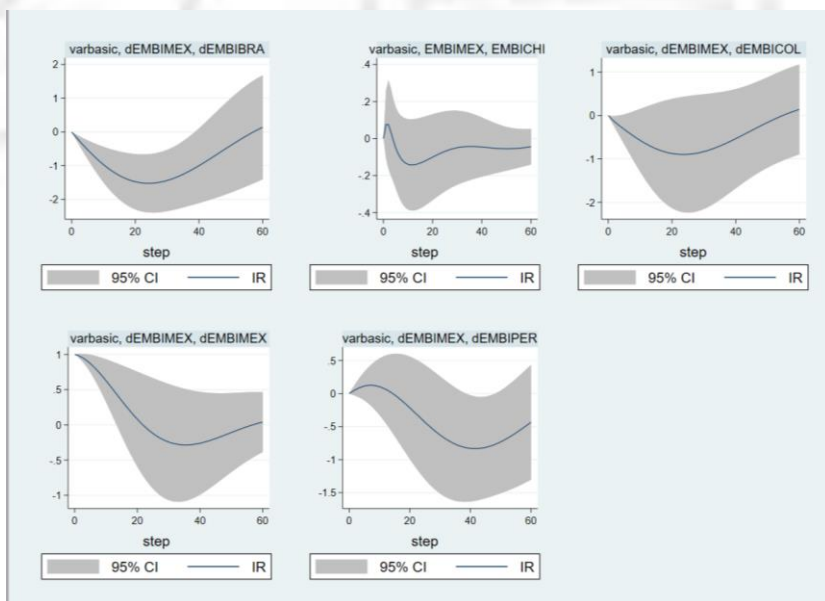 varbasic, dEMBIMEX, dEMBIBRA
2
1
0
-1
-2
0 20 40 60
step
95% CI IR
varbasic, EMBIMEX, EMBICHI
.4
.2
0
-.2
-.4
0 20 40 60
step
95% CI IR
varbasic, dEMBIMEX, dEMBICOL
1
0
-1
-2
0 20 40 60
step
95% CI IR
varbasic, dEMBIMEX, dEMBIMEX
1
.5
0
-.5
-1
0 20 40 60
step
95% CI IR
varbasic, dEMBIMEX, dEMBIPER
.5
0
-.5
-1
-1.5
0 20 40 60
step
95% CI IR